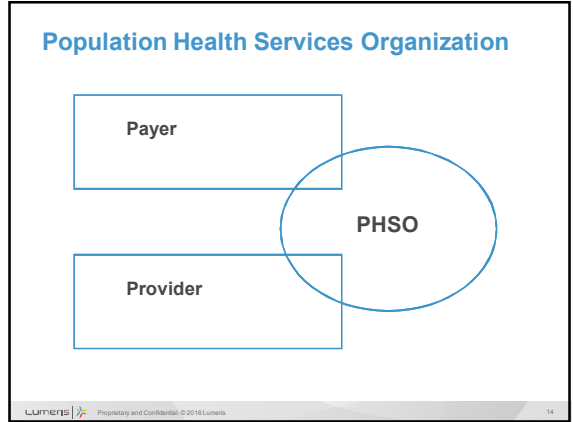 Population Health Services Organization
Payer
PHSO
Provider
Lumeris Proprietary and Confidential. © 2016 Lumeris 14